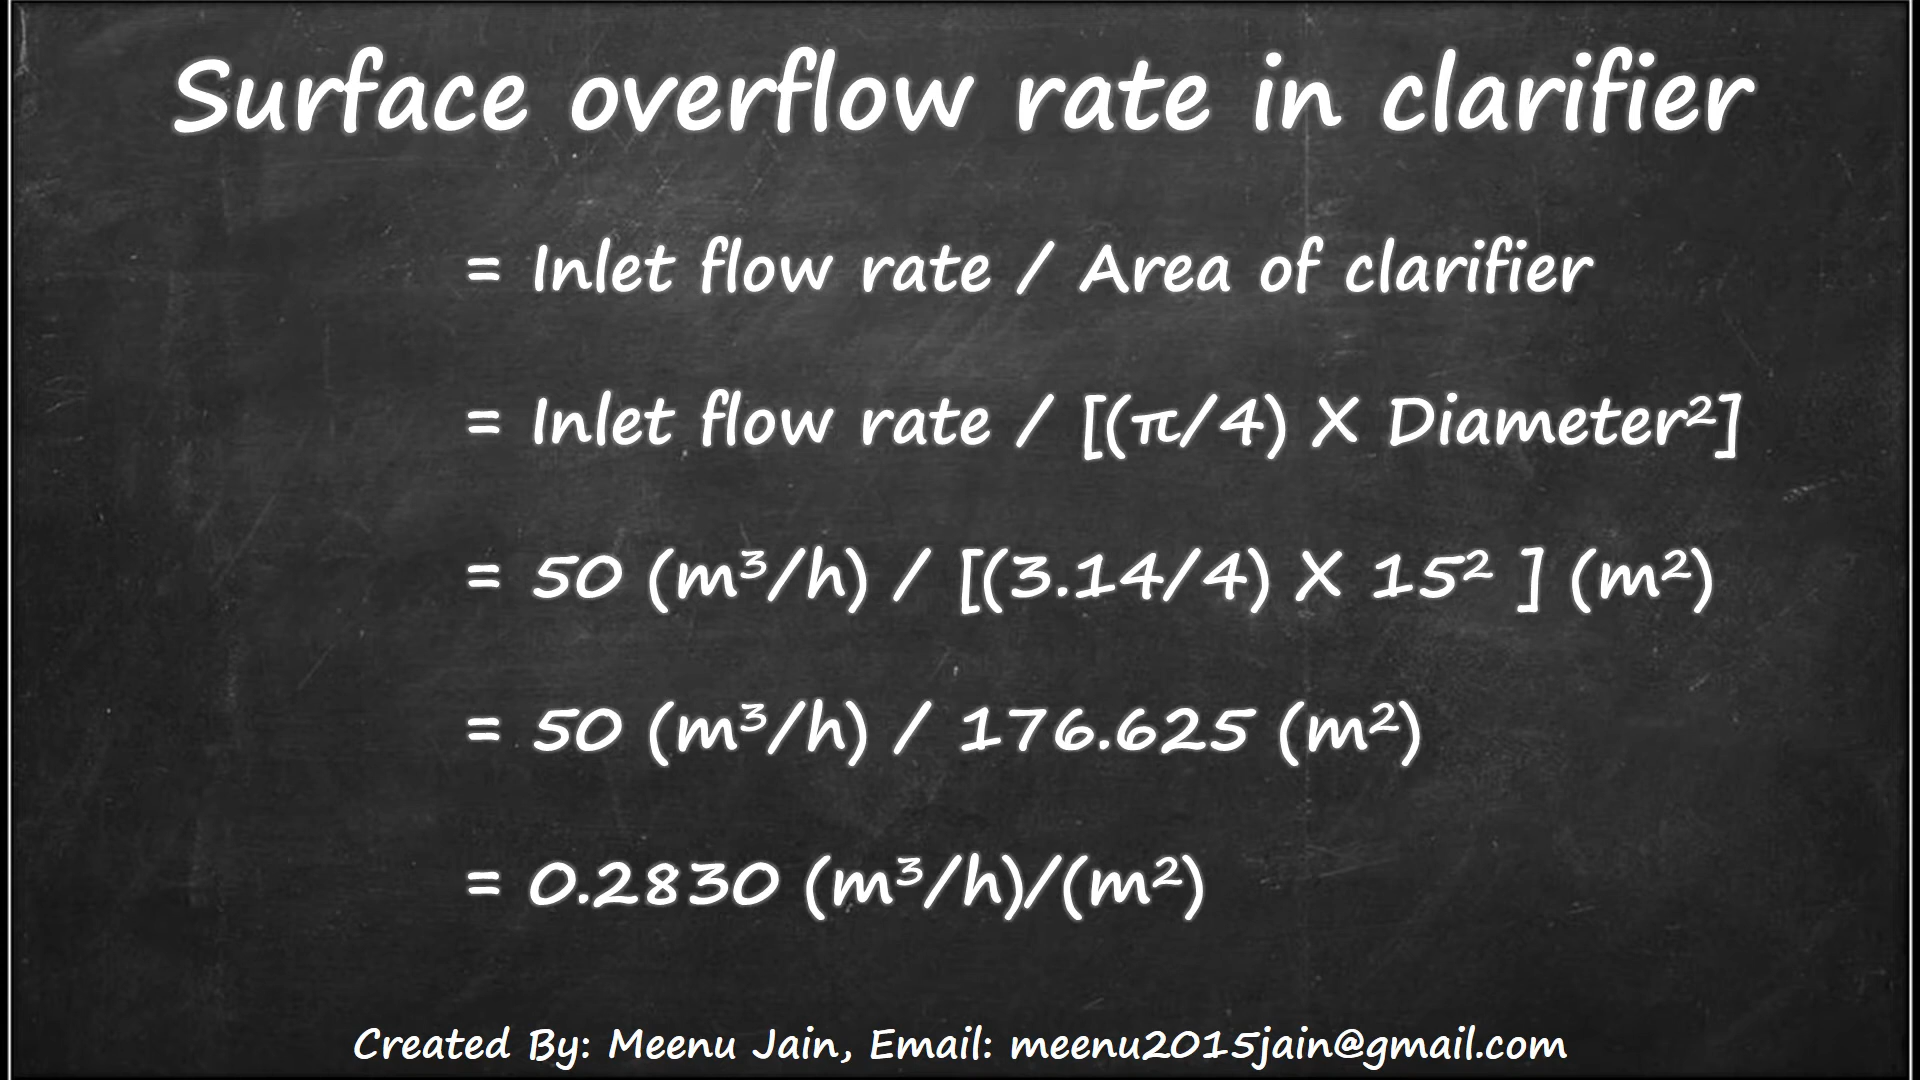 Surface overflow rate in clarifier
= Inlet flow rate / Area of clarifier
= Inlet flow rate / [(π/4) X Diameter²]
= 50 (m³/h) / [(3.14/4) X 15² ] (m²)
= 50 (m³/h) / 176.625 (m²)
= 0.2830 (m³/h)/(m²)
Created By: Meenu Jain, Email: meenu2015jain@gmail.com